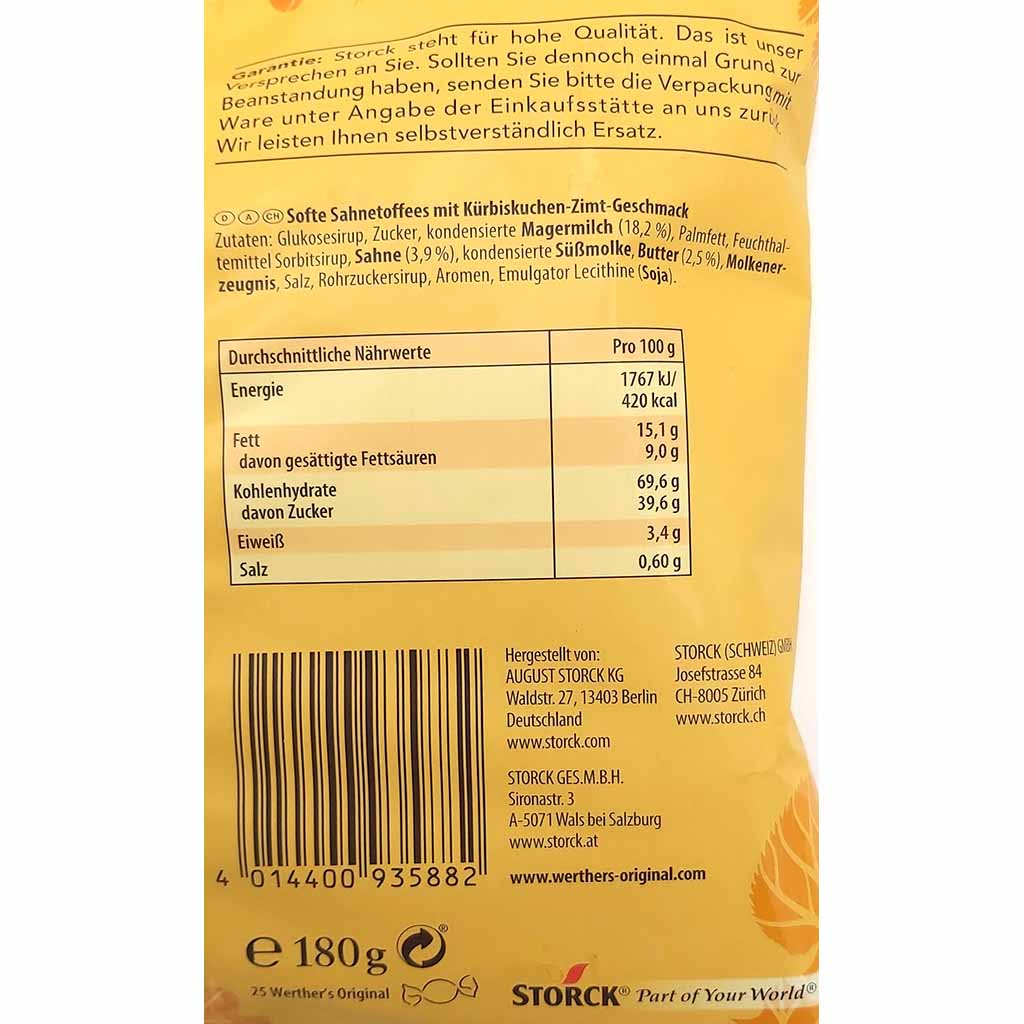 Garantie: Storck steht für hohe Qualität. Das ist unser
Versprechen an Sie. Sollten Sie dennoch einmal Grund zur
Beanstandung haben, senden Sie bitte die Verpackung mit
Ware unter Angabe der Einkaufsstätte an uns zurück.
Wir leisten Ihnen selbstverständlich Ersatz.
D A CH Softe Sahnetoffees mit Kürbiskuchen-Zimt-Geschmack
Zutaten: Glukosesirup, Zucker, kondensierte Magermilch (18,2 %), Palmfett, Feuchthal-
temittel Sorbitsirup, Sahne (3,9 %), kondensierte Süßmolke, Butter (2,5 %), Molkener-
zeugnis, Salz, Rohrzuckersirup, Aromen, Emulgator Lecithine (Soja).
Durchschnittliche Nährwerte Pro 100 g
Energie 1767 kJ/
420 kcal
Fett 15,1 g
davon gesättigte Fettsäuren 9,0 g
Kohlenhydrate 69,6 g
davon Zucker 39,6 g
Eiweiß 3,4 g
Salz 0,60 g
Hergestellt von:
AUGUST STORCK KG
Waldstr. 27, 13403 Berlin
Deutschland
www.storck.com
STORCK (SCHWEIZ) GMBH
Josefstrasse 84
CH-8005 Zürich
www.storck.ch
STORCK GES.M.B.H.
Sironastr. 3
A-5071 Wals bei Salzburg
www.storck.at
www.werthers-original.com
4 014400 935882
e 180 g ®
25 Werther's Original
STORCK® Part of Your World®